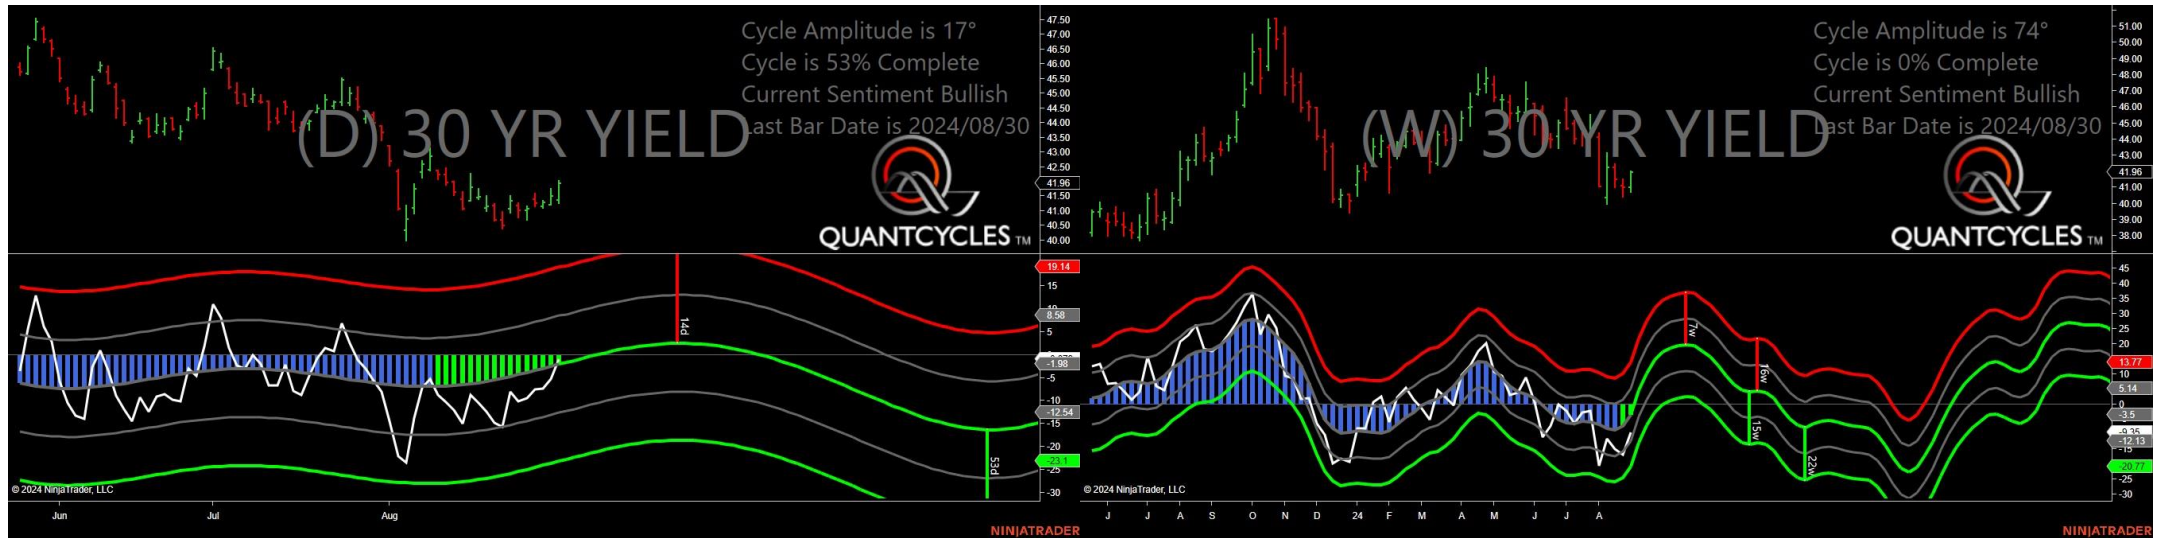 Cycle Amplitude is 17°
Cycle is 53% Complete
Current Sentiment Bullish
Last Bar Date is 2024/08/30
(D) 30 YR YIELD
QUANTCYCLES TM
47.50
47.00
46.50
46.00
45.50
45.00
44.50
44.00
43.50
43.00
42.50
41.96
41.50
41.00
40.50
40.00
19.14
15
10
8.58
5
-1.98
-5
-10
-12.54
-15
-20
-23.1
-25
-30
14d
53d
© 2024 NinjaTrader, LLC
Jun
Jul
Aug
NINJATRADER
Cycle Amplitude is 74°
Cycle is 0% Complete
Current Sentiment Bullish
Last Bar Date is 2024/08/30
(W) 30 YR YIELD
QUANTCYCLES TM
51.00
50.00
49.00
48.00
47.00
46.00
45.00
44.00
43.00
41.96
41.00
40.00
39.00
38.00
45
35
30
25
20
13.77
10
5.14
0
-3.5
-9.35
-12.13
-15
-20.77
-25
-30
7w
16w
15w
22w
© 2024 NinjaTrader, LLC
J
J
A
S
O
N
D
24
F
M
A
M
J
J
A
NINJATRADER